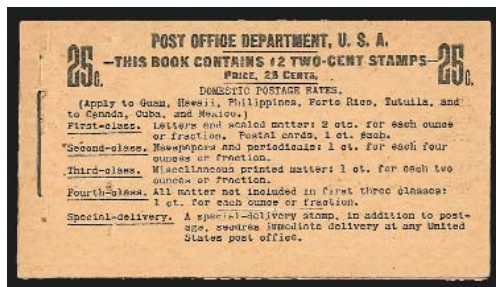 POST OFFICE DEPARTMENT, U. S. A.
25c. —THIS BOOK CONTAINS 12 TWO-CENT STAMPS— 25c.
PRICE, 25 CENTS.
DOMESTIC POSTAGE RATES.
(Apply to Guam, Hawaii, Philippines, Porto Rico, Tutuila, and
to Canada, Cuba, and Mexico.)
First-class. Letters and sealed matter: 2 cts. for each ounce
or fraction. Postal cards, 1 ct. each.
Second-class. Newspapers and periodicals: 1 ct. for each four
ounces or fraction.
Third-class. Miscellaneous printed matter: 1 ct. for each two
ounces or fraction.
Fourth-class. All matter not included in first three classes:
1 ct. for each ounce or fraction.
Special-delivery. A special-delivery stamp, in addition to post-
age, secures immediate delivery at any United
States post office.